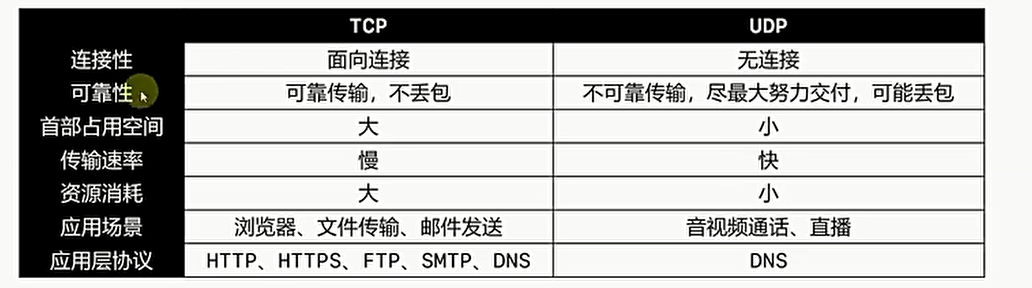 TCP UDP
连接性 面向连接 无连接
可靠性 可靠传输，不丢包 不可靠传输，尽最大努力交付，可能丢包
首部占用空间 大 小
传输速率 慢 快
资源消耗 大 小
应用场景 浏览器、文件传输、邮件发送 音视频通话、直播
应用层协议 HTTP、HTTPS、FTP、SMTP、DNS DNS